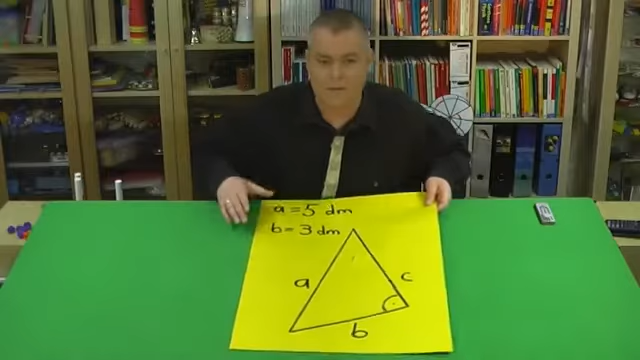 a = 5 dm
b = 3 dm
a
c
b